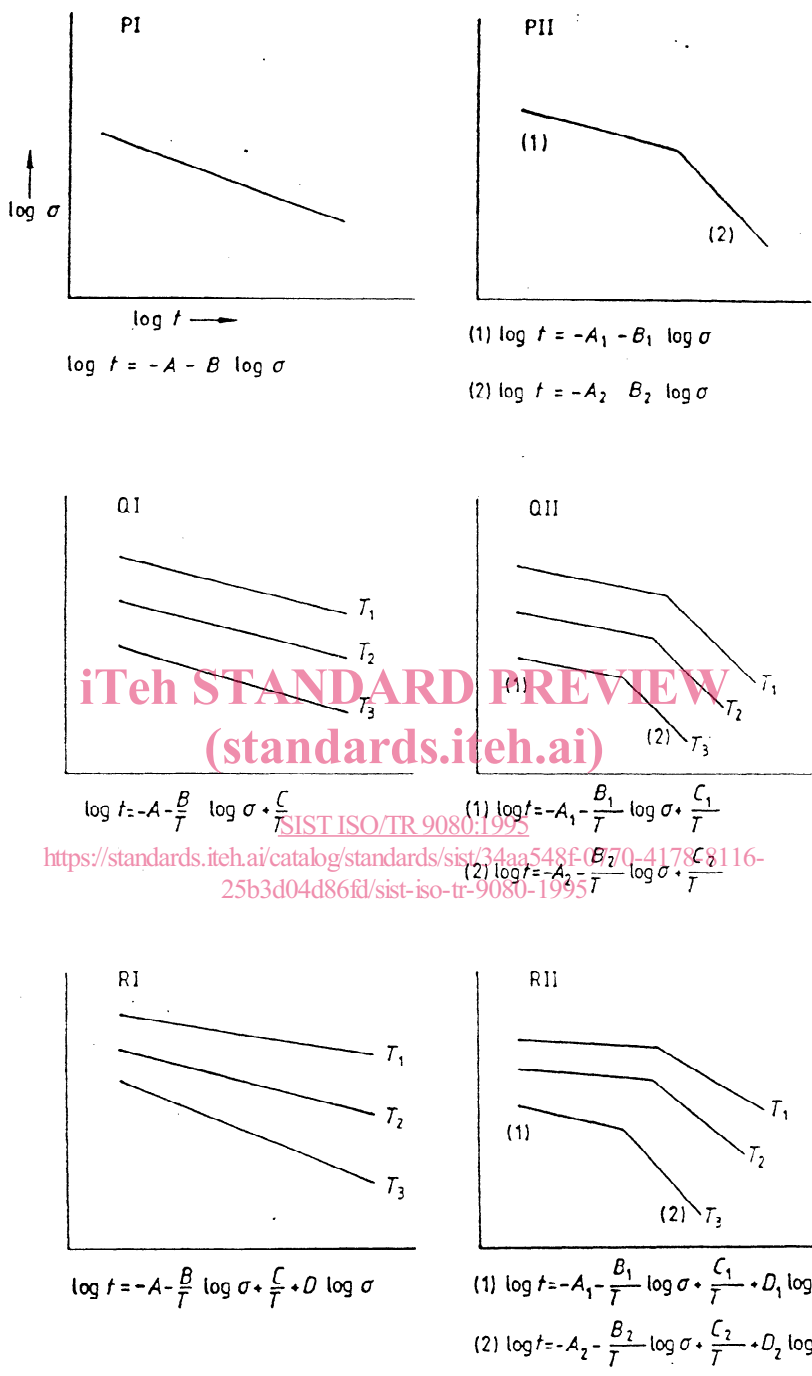 PI
PII
log σ
(1)
(2)
log t
log t = -A - B log σ
(1) log t = -A₁ -B₁ log σ
(2) log t = -A₂ B₂ log σ
QI
QII
T₁
T₂
T₃
(1)
(2)
T₁
T₂
T₃
iTeh STANDARD PREVIEW
(standards.iteh.ai)
log t=-A-B/T log σ+C/T
(1) log t=-A₁-B₁/T log σ+C₁/T
SIST ISO/TR 9080:1995
https://standards.iteh.ai/catalog/standards/sist/34aa548f-0770-4178-8116-
25b3d04d86fd/sist-iso-tr-9080-1995
(2) log t=-A₂-B₂/T log σ+C₂/T
RI
RII
T₁
T₂
T₃
(1)
(2)
T₁
T₂
T₃
log t=-A-B/T log σ+C/T+D log σ
(1) log t=-A₁-B₁/T log σ+C₁/T+D₁ log
(2) log t=-A₂-B₂/T log σ+C₂/T+D₂ log